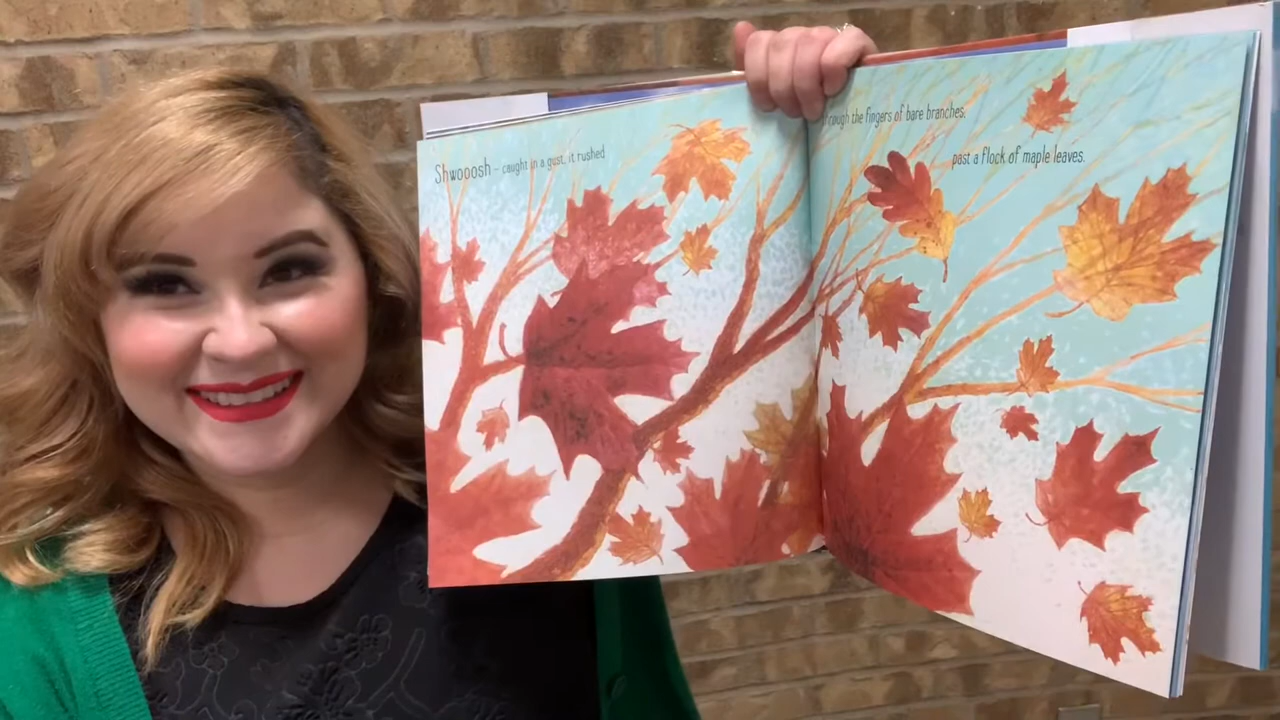 Shwooosh – caught in a gust, it rushed
through the fingers of bare branches,
past a flock of maple leaves.